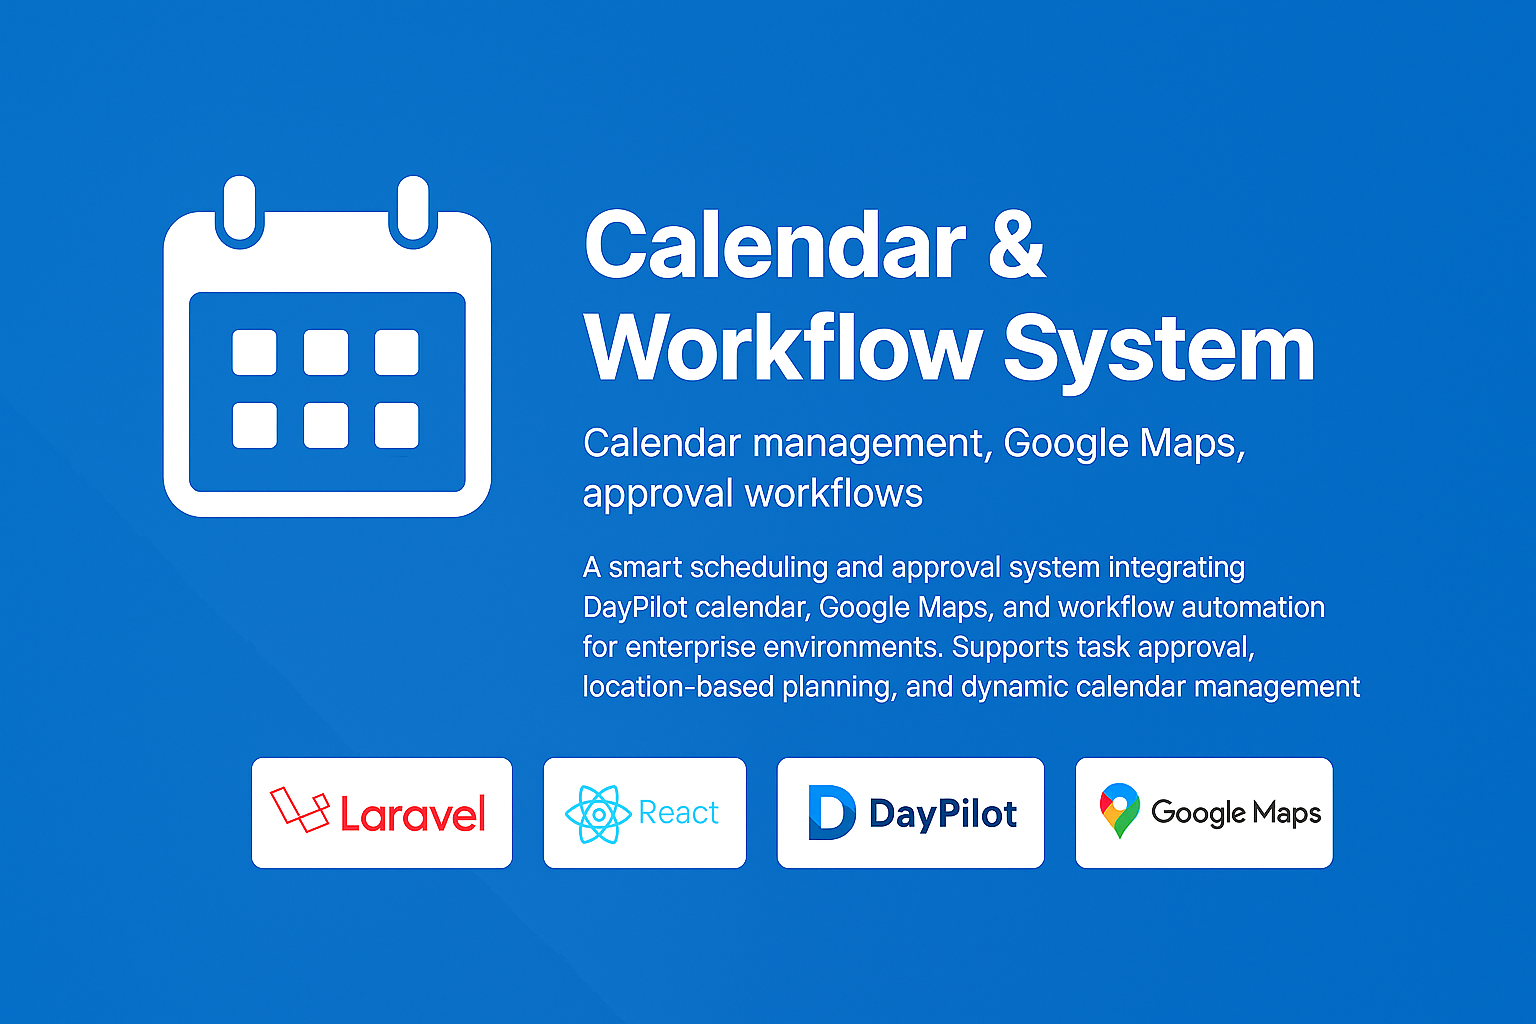 Calendar &
Workflow System
Calendar management, Google Maps,
approval workflows
A smart scheduling and approval system integrating
DayPilot calendar, Google Maps, and workflow automation
for enterprise environments. Supports task approval,
location-based planning, and dynamic calendar management
Laravel
React
DayPilot
Google Maps